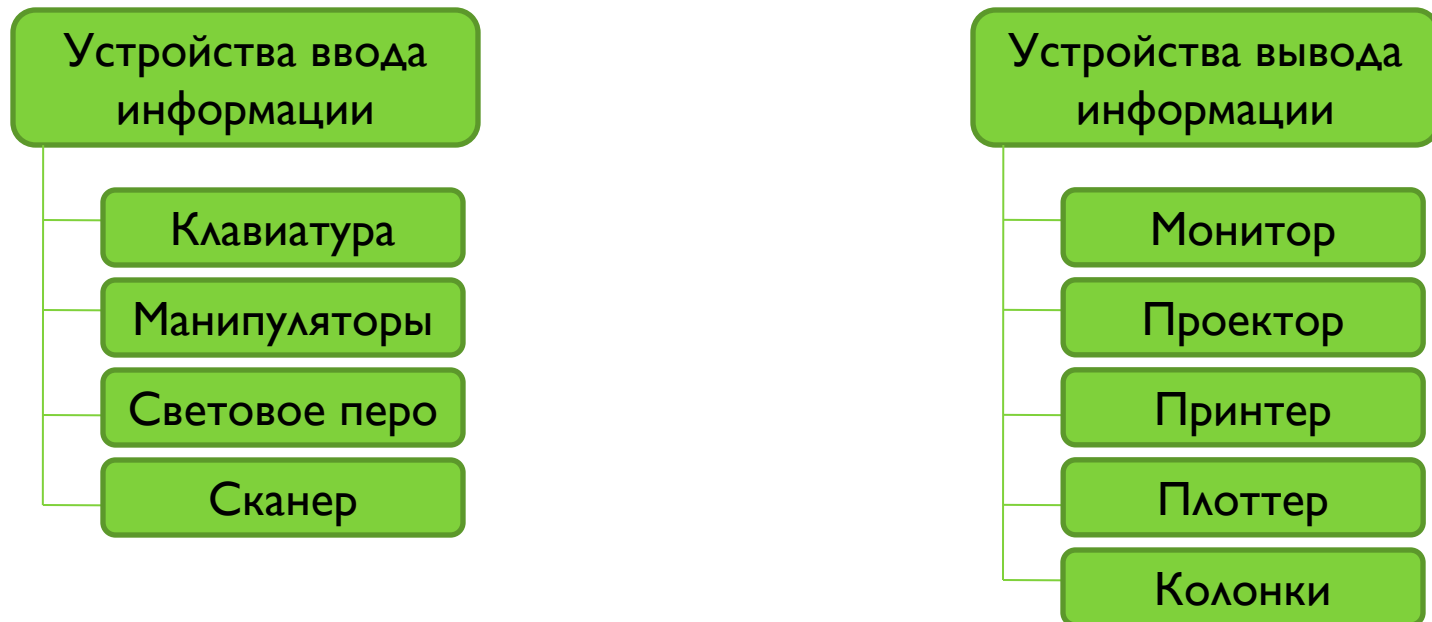 Устройства ввода
информации
Клавиатура
Манипуляторы
Световое перо
Сканер
Устройства вывода
информации
Монитор
Проектор
Принтер
Плоттер
Колонки